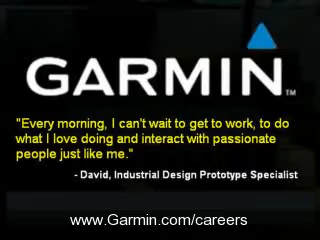 GARMIN™
"Every morning, I can't wait to get to work, to do
what I love doing and interact with passionate
people just like me."
- David, Industrial Design Prototype Specialist
www.Garmin.com/careers